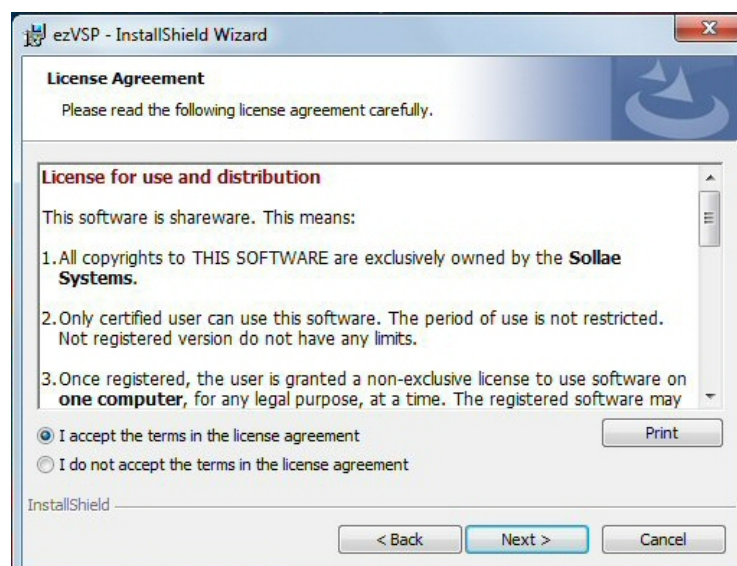 ezVSP - InstallShield Wizard
License Agreement
Please read the following license agreement carefully.
License for use and distribution
This software is shareware. This means:
1. All copyrights to THIS SOFTWARE are exclusively owned by the Sollae
Systems.
2. Only certified user can use this software. The period of use is not restricted.
Not registered version do not have any limits.
3. Once registered, the user is granted a non-exclusive license to use software on
one computer, for any legal purpose, at a time. The registered software may
I accept the terms in the license agreement
Print
I do not accept the terms in the license agreement
InstallShield
< Back
Next >
Cancel